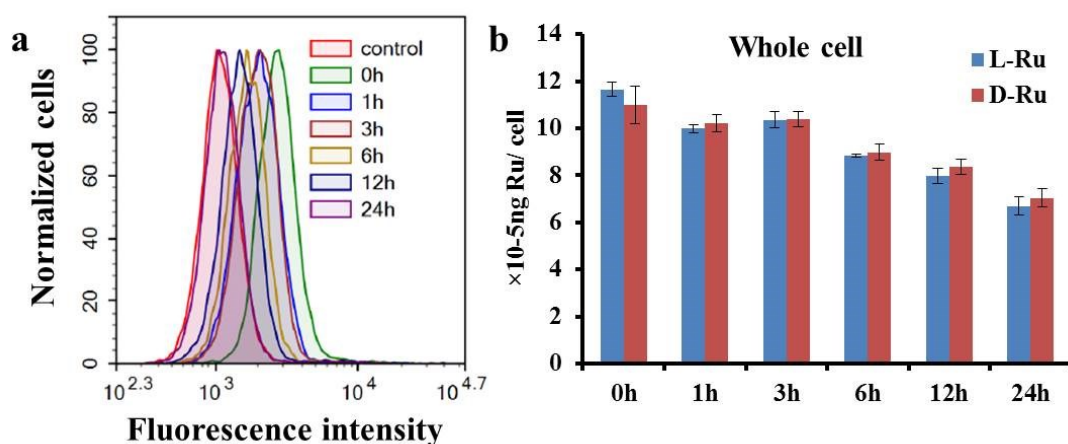 a
Normalized cells
100
80
60
40
20
0
control
0h
1h
3h
6h
12h
24h
10^2.3
10^3
10^4
10^4.7
Fluorescence intensity
b
Whole cell
×10-5ng Ru/ cell
14
12
10
8
6
4
2
0
L-Ru
D-Ru
0h
1h
3h
6h
12h
24h